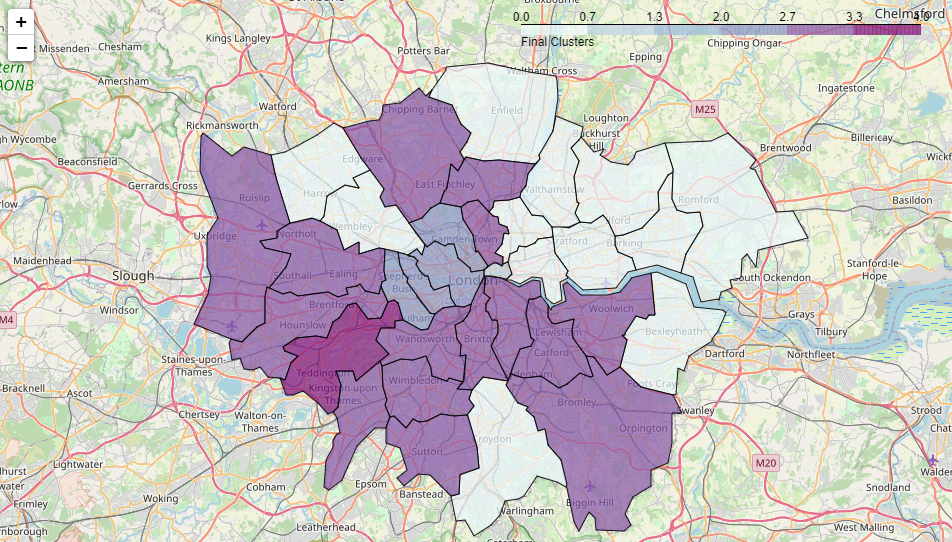 +
−
0.0
0.7
1.3
2.0
2.7
3.3
4.0
Final Clusters
Chelmsford
Missenden
Chesham
Kings Langley
Potters Bar
Waltham Cross
Epping
Chipping Ongar
AONB
Amersham
Watford
Chipping Barnet
Enfield
Loughton
M25
Ingatestone
Rickmansworth
Buckhurst
Hill
Wycombe
Beaconsfield
Edgware
Brentwood
Billericay
Gerrards Cross
Ruislip
East Finchley
Walthamstow
Romford
Basildon
Uxbridge
Northolt
Wembley
Camden Town
Stratford
Barking
Maidenhead
Slough
Southall
Ealing
Shepherd's
Bush
London
South Ockendon
Stanford-le-
Hope
Windsor
Brentford
Fulham
Woolwich
Grays
M4
Hounslow
Wandsworth
Brixton
Lewisham
Bexleyheath
Tilbury
Staines-upon-
Thames
Catford
Dartford
Northfleet
Bracknell
Ascot
Teddington
Kingston upon
Thames
Wimbledon
Foots Cray
Chertsey
Walton-on-
Thames
Bromley
Swanley
Strood
Orpington
Croydon
Sutton
Lightwater
Epsom
Banstead
M20
Cobham
Woking
Biggin Hill
Snodland
Frimley
Warlingham
Leatherhead
West Malling